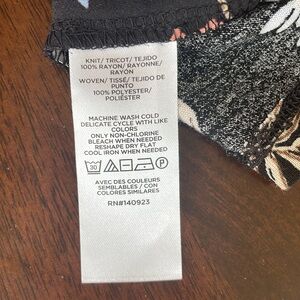 KNIT/ TRICOT/ TEJIDO
100% RAYON/ RAYONNE/
RAYON
WOVEN/ TISSÉ/ TEJIDO DE
PUNTO
100% POLYESTER/
POLIÉSTER
MACHINE WASH COLD
DELICATE CYCLE WITH LIKE
COLORS
ONLY NON-CHLORINE
BLEACH WHEN NEEDED
RESHAPE DRY FLAT
COOL IRON WHEN NEEDED
30 P
AVEC DES COULEURS
SEMBLABLES / CON
COLORES SIMILARES
RN#140923